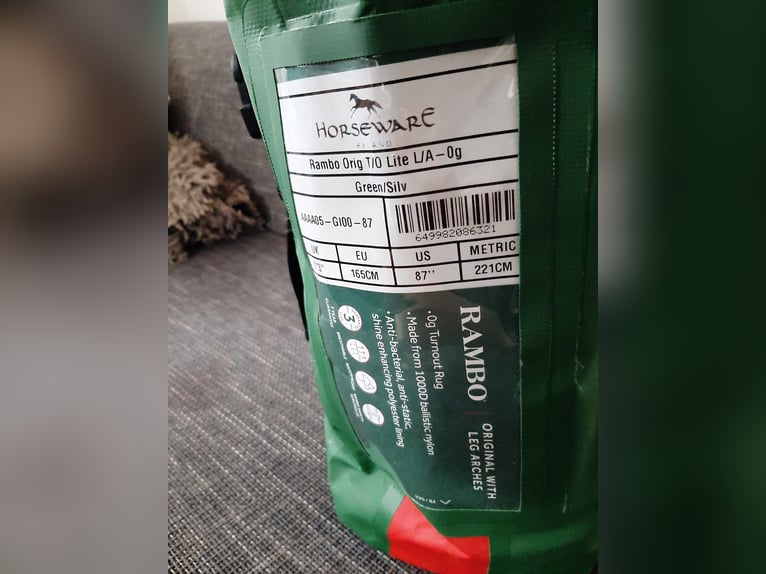 HORSEWARE
Rambo Orig T/O Lite L/A-0g
Green/Silv
AAAA05-GI00-87
649982086321
UK EU US METRIC
165CM 87'' 221CM
RAMBO
ORIGINAL WITH
LEG ARCHES
•0g Turnout Rug
•Made from 1000D ballistic nylon
•Anti-bacterial, anti-static,
shine enhancing polyester lining
3